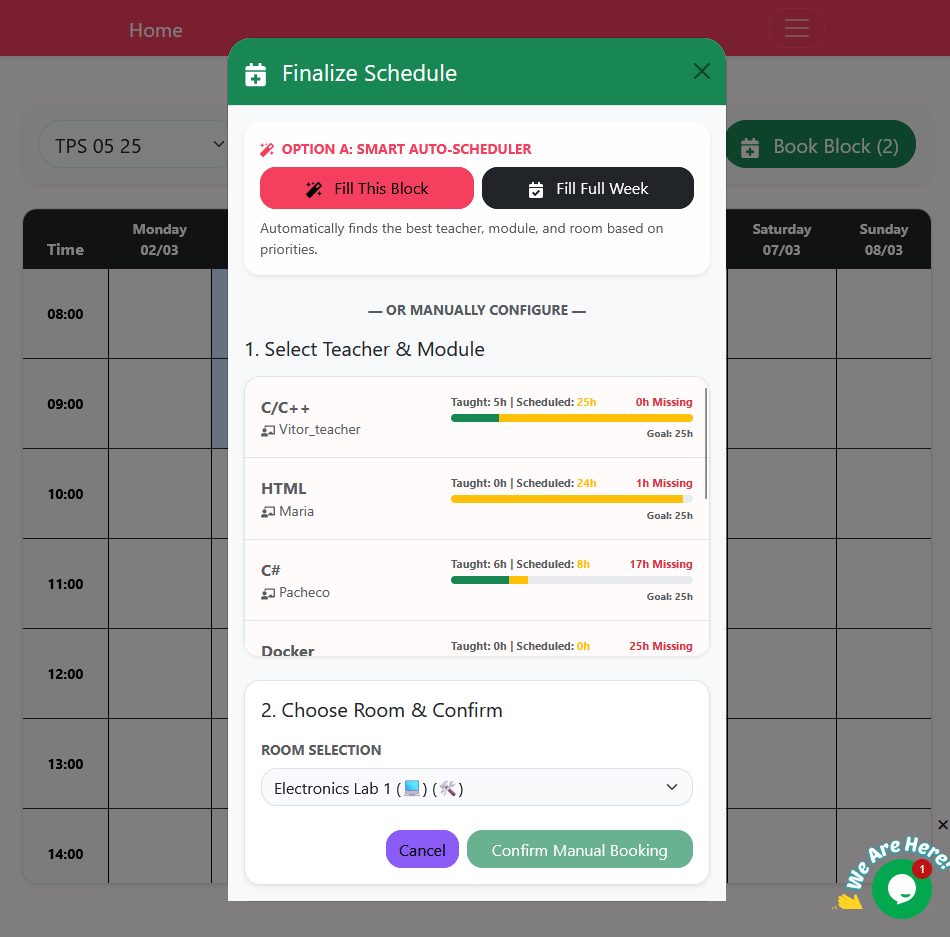 Home
Finalize Schedule
TPS 05 25
Book Block (2)
OPTION A: SMART AUTO-SCHEDULER
Fill This Block
Fill Full Week
Automatically finds the best teacher, module, and room based on
priorities.
Time
Monday
02/03
Saturday
07/03
Sunday
08/03
08:00
09:00
10:00
11:00
12:00
13:00
14:00
— OR MANUALLY CONFIGURE —
1. Select Teacher & Module
C/C++
Vitor_teacher
Taught: 5h | Scheduled: 25h
0h Missing
Goal: 25h
HTML
Maria
Taught: 0h | Scheduled: 24h
1h Missing
Goal: 25h
C#
Pacheco
Taught: 6h | Scheduled: 8h
17h Missing
Goal: 25h
Docker
Taught: 0h | Scheduled: 0h
25h Missing
2. Choose Room & Confirm
ROOM SELECTION
Electronics Lab 1 (💻) (🛠️)
Cancel
Confirm Manual Booking
We Are Here!
1